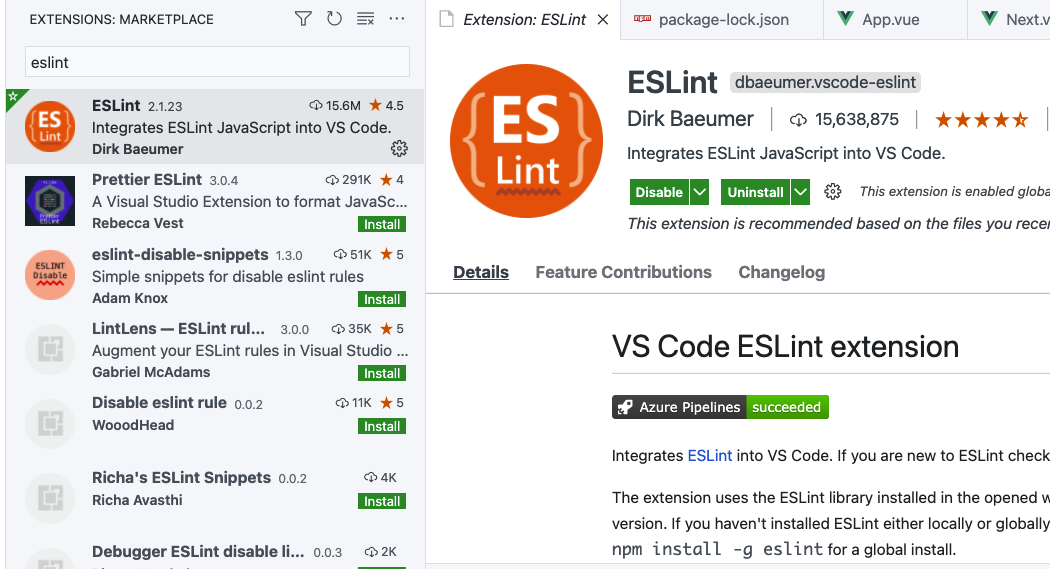 EXTENSIONS: MARKETPLACE
eslint
ES
Lint
ESLint 2.1.23 15.6M 4.5
Integrates ESLint JavaScript into VS Code.
Dirk Baeumer
Prettier ESLint 3.0.4 291K 4
A Visual Studio Extension to format JavaSc...
Rebecca Vest Install
ESLINT
Disable
eslint-disable-snippets 1.3.0 51K 5
Simple snippets for disable eslint rules
Adam Knox Install
LintLens — ESLint rul... 3.0.0 35K 5
Augment your ESLint rules in Visual Studio ...
Gabriel McAdams Install
Disable eslint rule 0.0.2 11K 5
WooodHead Install
Richa's ESLint Snippets 0.0.2 4K
Richa Avasthi Install
Debugger ESLint disable li... 0.0.3 2K
Extension: ESLint package-lock.json App.vue Next.v
{ES}
Lint
ESLint dbaeumer.vscode-eslint
Dirk Baeumer 15,638,875
Integrates ESLint JavaScript into VS Code.
Disable Uninstall This extension is enabled globa
This extension is recommended based on the files you recen
Details Feature Contributions Changelog
VS Code ESLint extension
Azure Pipelines succeeded
Integrates ESLint into VS Code. If you are new to ESLint check
The extension uses the ESLint library installed in the opened w
version. If you haven't installed ESLint either locally or globally
npm install -g eslint for a global install.